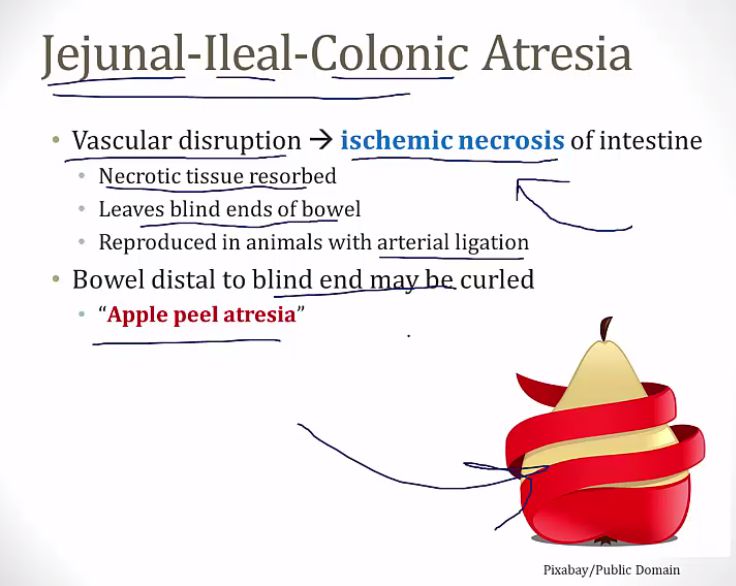 Jejunal-Ileal-Colonic Atresia
• Vascular disruption → ischemic necrosis of intestine
• Necrotic tissue resorbed
• Leaves blind ends of bowel
• Reproduced in animals with arterial ligation
• Bowel distal to blind end may be curled
• “Apple peel atresia”
Pixabay/Public Domain